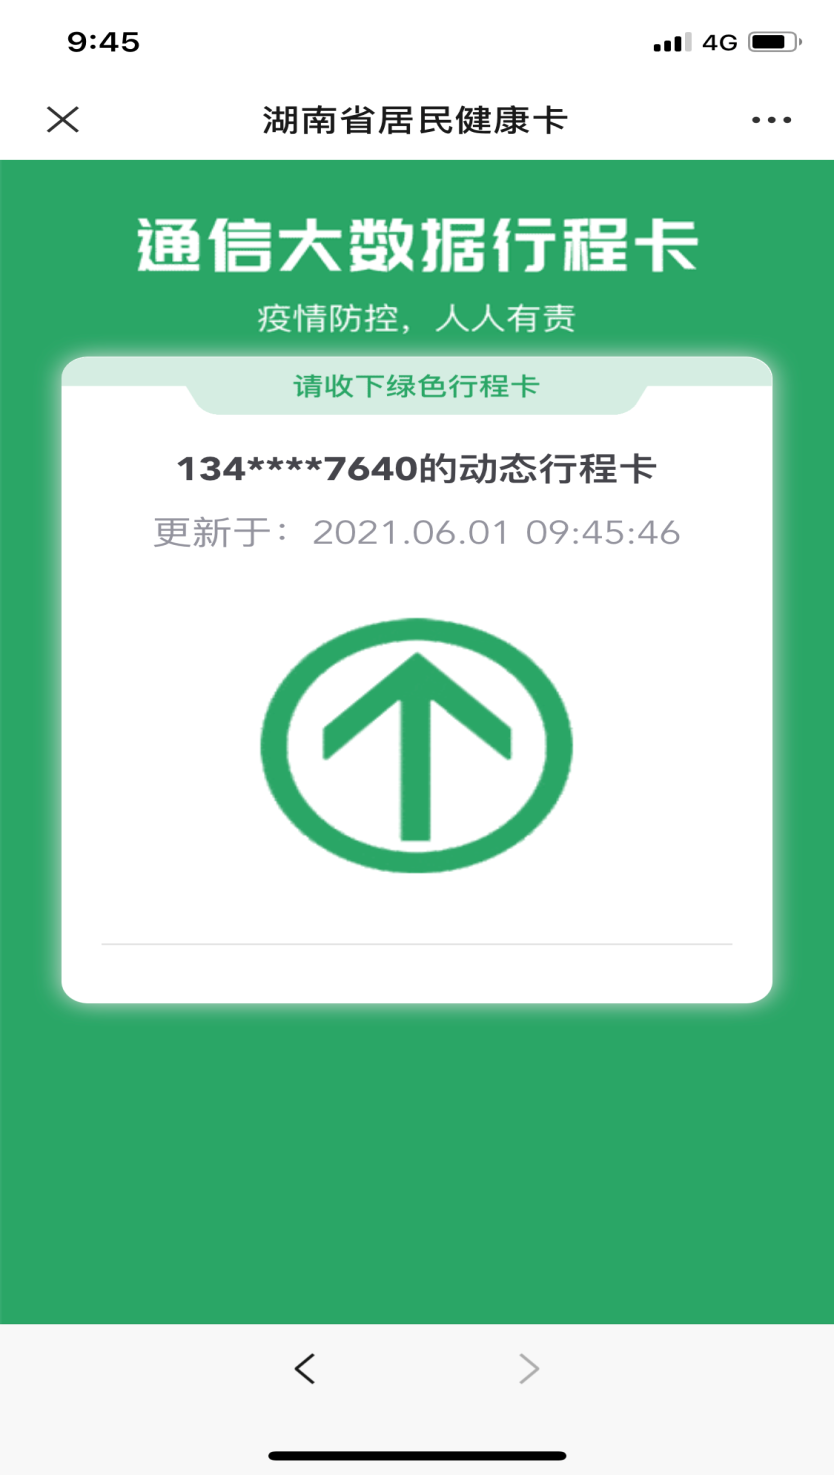 9:45
4G
湖南省居民健康卡
通信大数据行程卡
疫情防控，人人有责
请收下绿色行程卡
134****7640的动态行程卡
更新于：2021.06.01 09:45:46